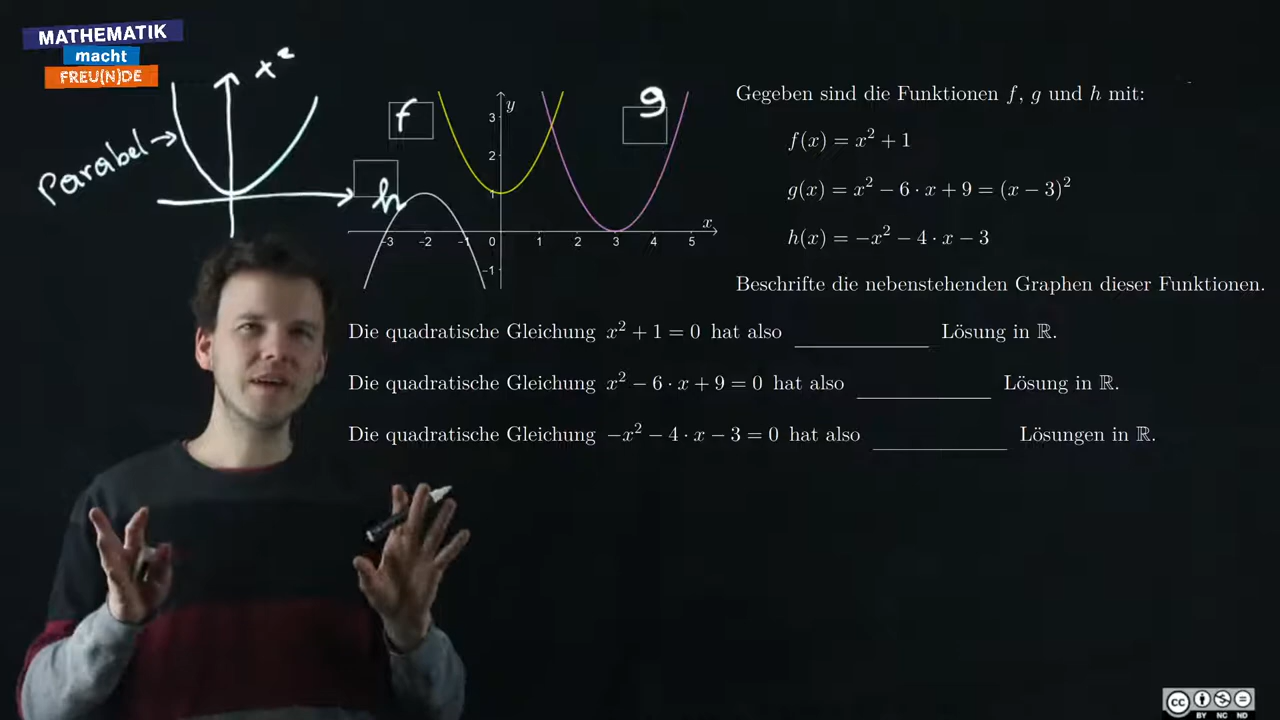 MATHEMATIK
macht
FREU(N)DE
x²
Parabel
f
g
h
y
x
3
2
1
-1
-3 -2 -1 0 1 2 3 4 5
Gegeben sind die Funktionen f, g und h mit:
f(x) = x² + 1
g(x) = x² − 6 · x + 9 = (x − 3)²
h(x) = −x² − 4 · x − 3
Beschrifte die nebenstehenden Graphen dieser Funktionen.
Die quadratische Gleichung x² + 1 = 0 hat also ________ Lösung in ℝ.
Die quadratische Gleichung x² − 6 · x + 9 = 0 hat also ________ Lösung in ℝ.
Die quadratische Gleichung −x² − 4 · x − 3 = 0 hat also ________ Lösungen in ℝ.
cc
BY NC ND